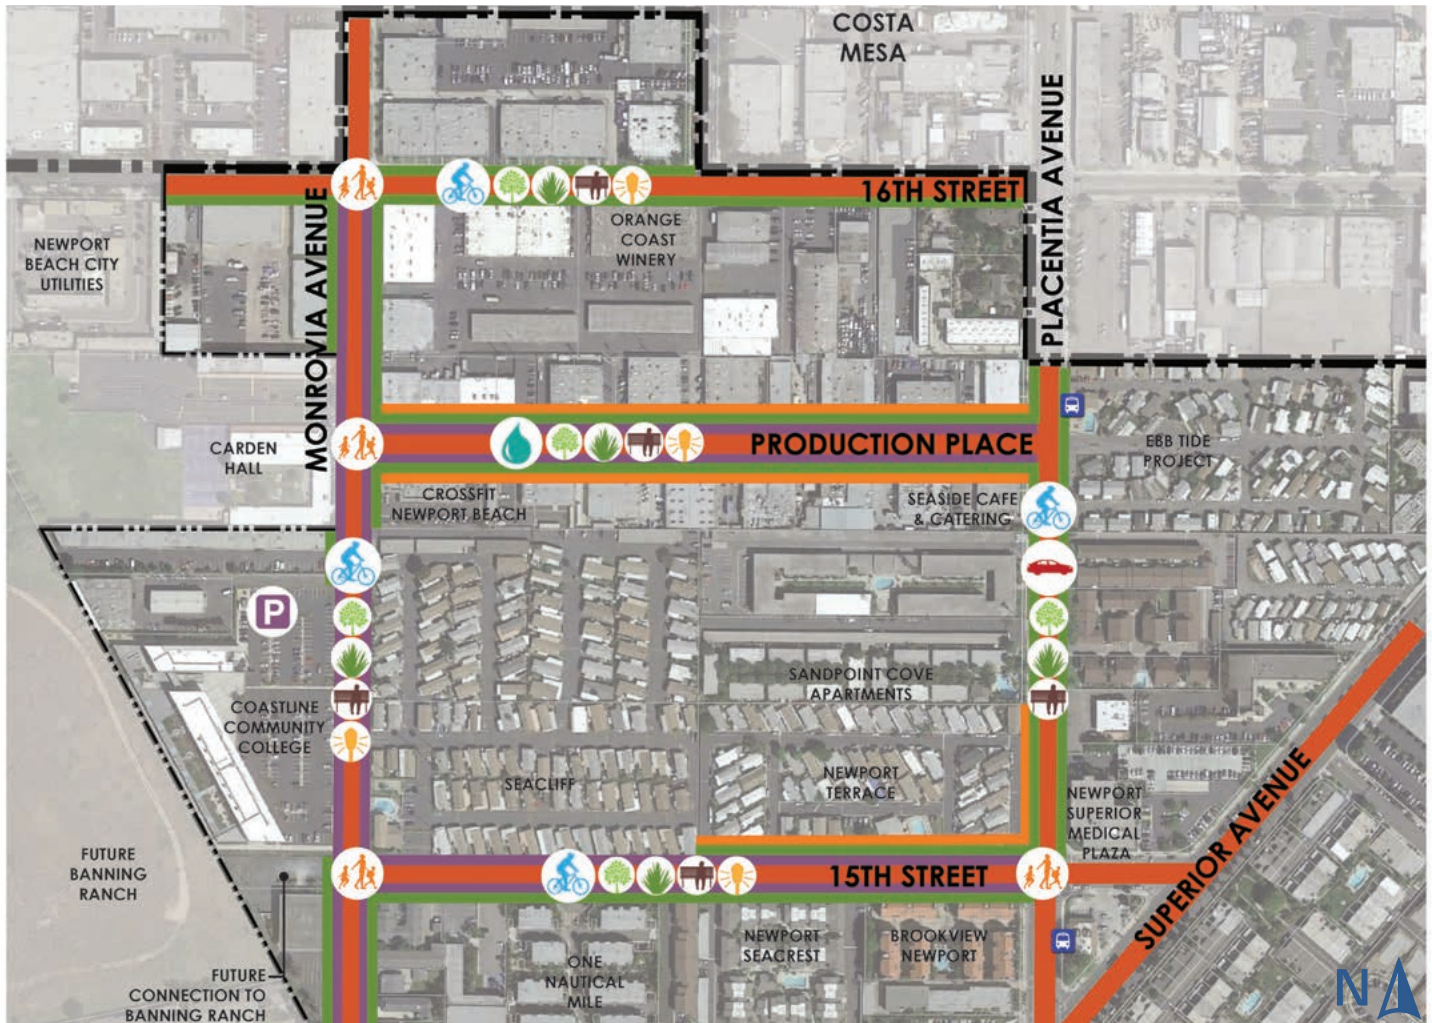 COSTA
MESA
PLACENTIA AVENUE
16TH STREET
MONROVIA AVENUE
ORANGE
COAST
WINERY
NEWPORT
BEACH CITY
UTILITIES
PRODUCTION PLACE
CARDEN
HALL
EBB TIDE
PROJECT
CROSSFIT
NEWPORT BEACH
SEASIDE CAFE
& CATERING
P
SANDPOINT COVE
APARTMENTS
COASTLINE
COMMUNITY
COLLEGE
SEACLIFF
NEWPORT
TERRACE
NEWPORT
SUPERIOR
MEDICAL
PLAZA
SUPERIOR AVENUE
FUTURE
BANNING
RANCH
15TH STREET
NEWPORT
SEACREST
BROOKVIEW
NEWPORT
ONE
NAUTICAL
MILE
FUTURE
CONNECTION TO
BANNING RANCH
N